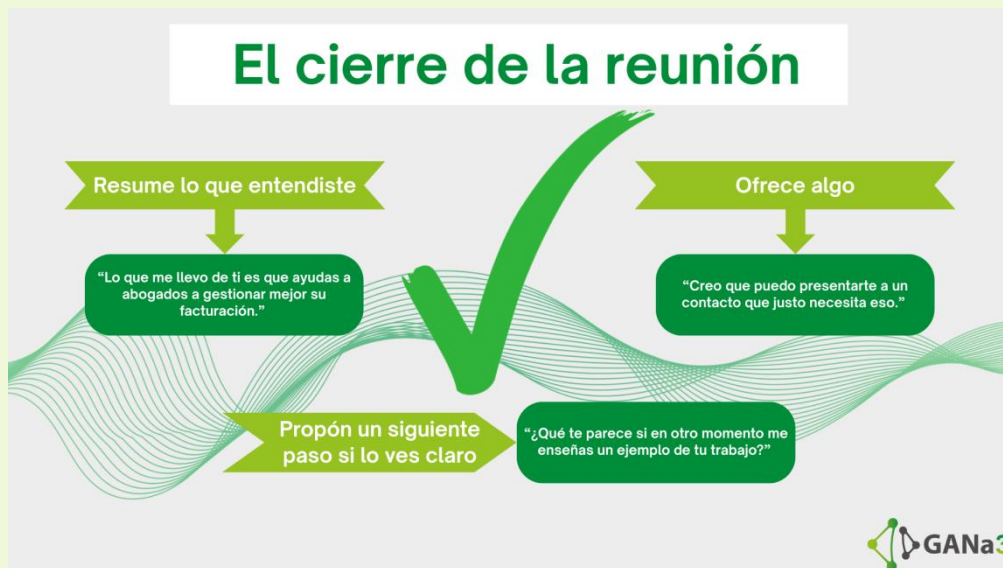 El cierre de la reunión
Resume lo que entendiste
“Lo que me llevo de ti es que ayudas a
abogados a gestionar mejor su
facturación.”
Ofrece algo
“Creo que puedo presentarte a un
contacto que justo necesita eso.”
Propón un siguiente
paso si lo ves claro
“¿Qué te parece si en otro momento me
enseñas un ejemplo de tu trabajo?”
GANa3